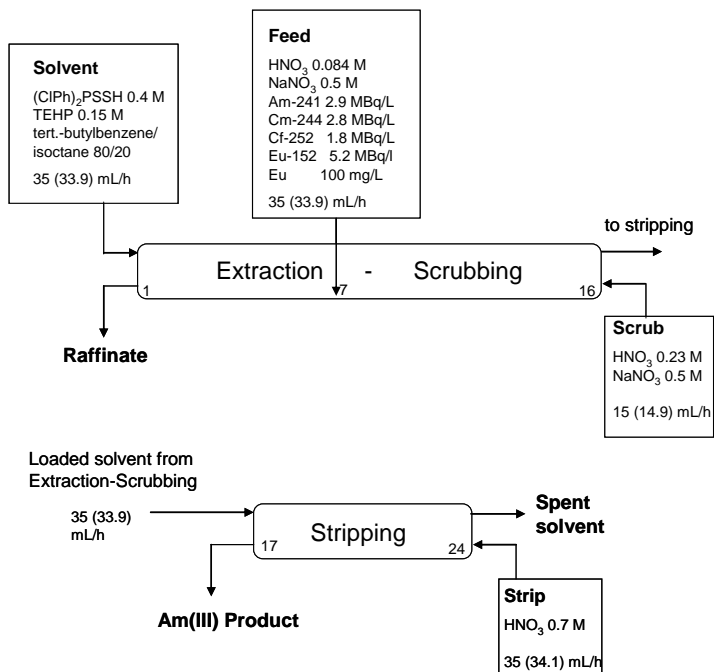 Solvent
(ClPh)₂PSSH 0.4 M
TEHP 0.15 M
tert.-butylbenzene/
isoctane 80/20
35 (33.9) mL/h
Feed
HNO₃ 0.084 M
NaNO₃ 0.5 M
Am-241 2.9 MBq/L
Cm-244 2.8 MBq/L
Cf-252 1.8 MBq/L
Eu-152 5.2 MBq/l
Eu 100 mg/L
35 (33.9) mL/h
to stripping
Extraction - Scrubbing
1 7 16
Raffinate
Scrub
HNO₃ 0.23 M
NaNO₃ 0.5 M
15 (14.9) mL/h
Loaded solvent from
Extraction-Scrubbing
35 (33.9)
mL/h
Stripping
17 24
Spent
solvent
Am(III) Product
Strip
HNO₃ 0.7 M
35 (34.1) mL/h